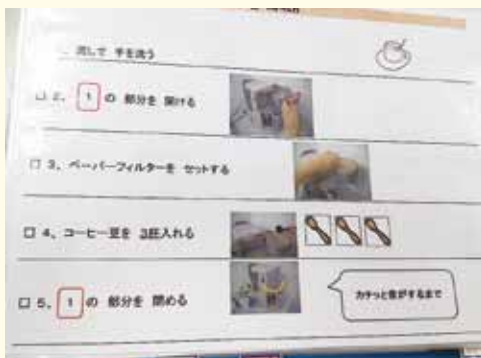 流して 手を洗う
□ 2、 1 の 部分を 開ける
□ 3、ペーパーフィルターを セットする
□ 4、コーヒー豆を 3杯入れる
□ 5、 1 の 部分を 閉める
カチッと音がするまで